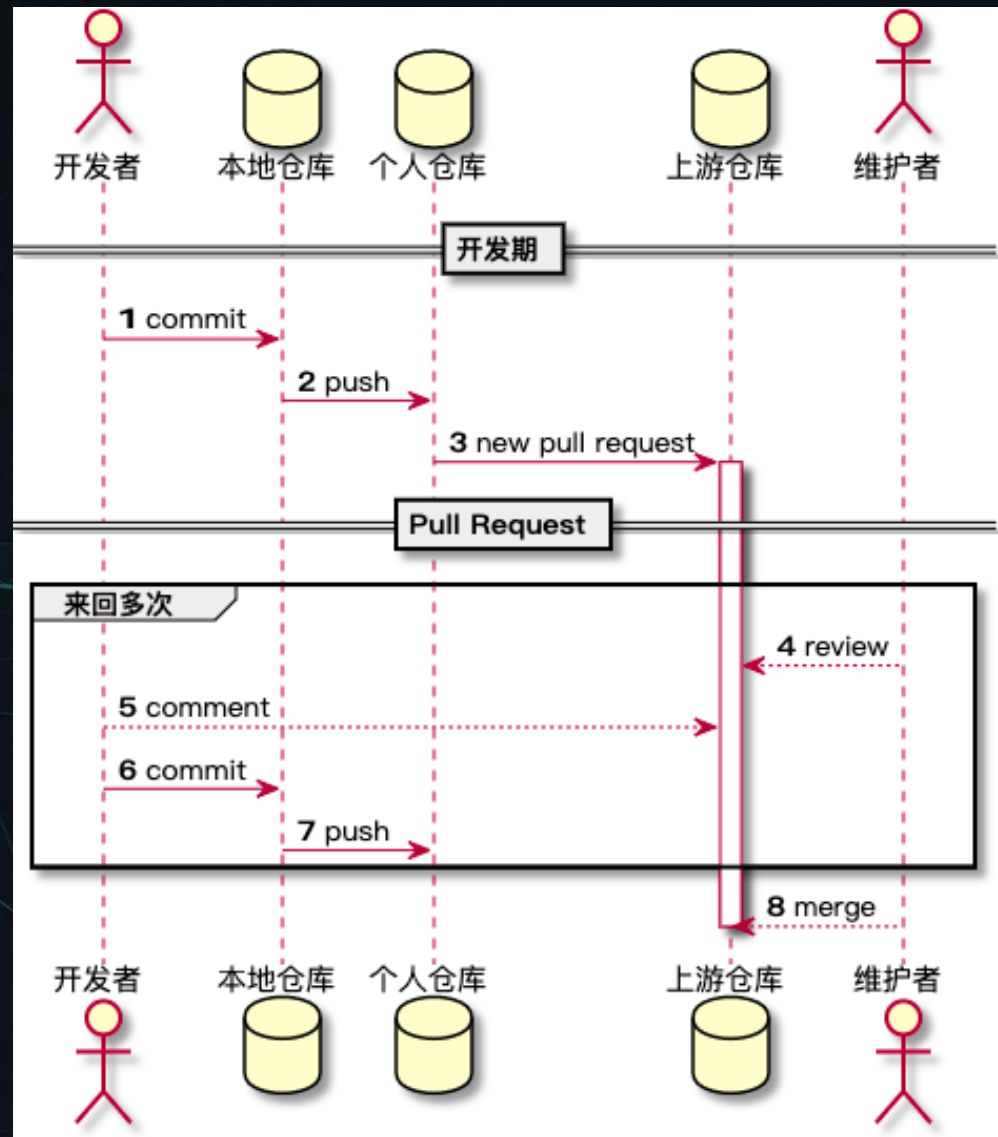 开发者 本地仓库 个人仓库 上游仓库 维护者
开发期
1 commit
2 push
3 new pull request
Pull Request
来回多次
4 review
5 comment
6 commit
7 push
8 merge
开发者 本地仓库 个人仓库 上游仓库 维护者